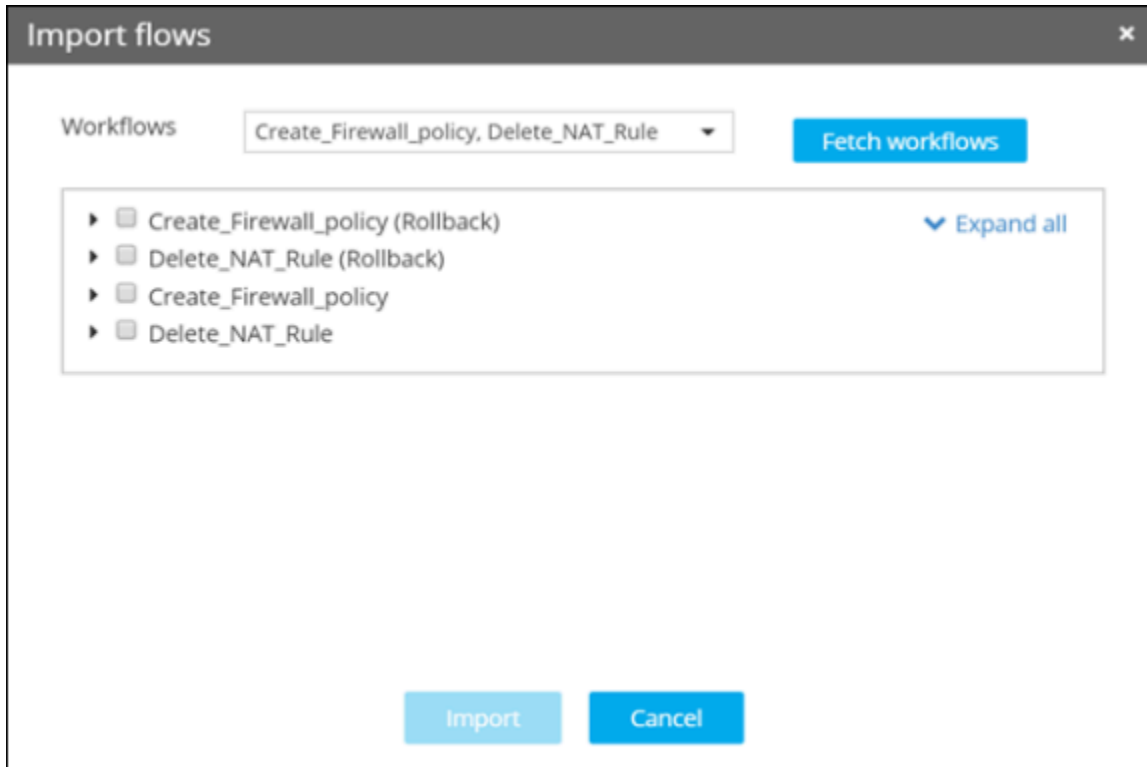 Import flows
Workflows Create_Firewall_policy, Delete_NAT_Rule Fetch workflows
Create_Firewall_policy (Rollback) Expand all
Delete_NAT_Rule (Rollback)
Create_Firewall_policy
Delete_NAT_Rule
Import Cancel